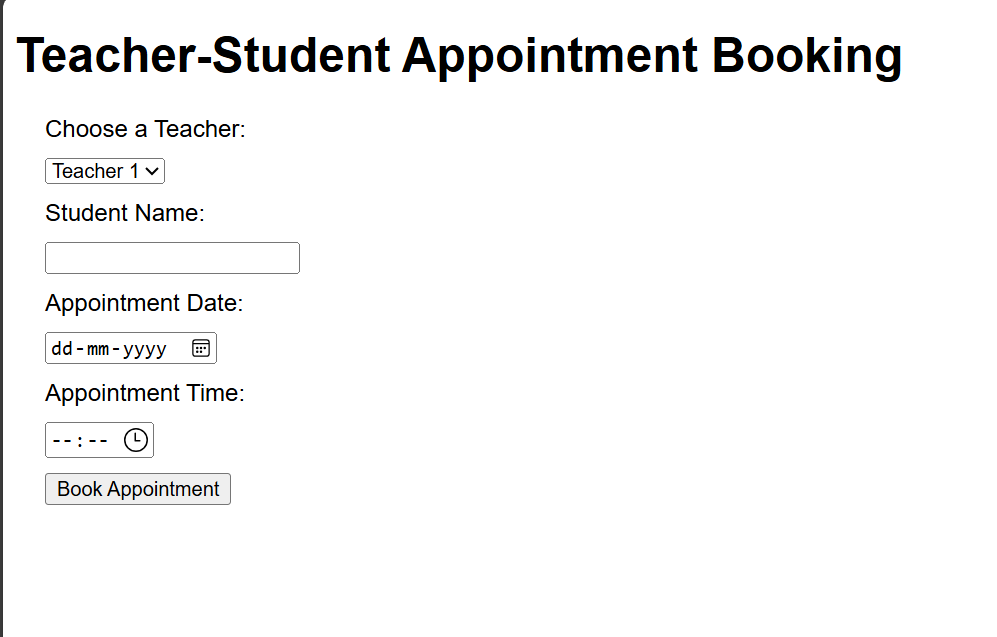 Teacher-Student Appointment Booking
Choose a Teacher:
Teacher 1
Student Name:
Appointment Date:
dd-mm-yyyy
Appointment Time:
--:--
Book Appointment